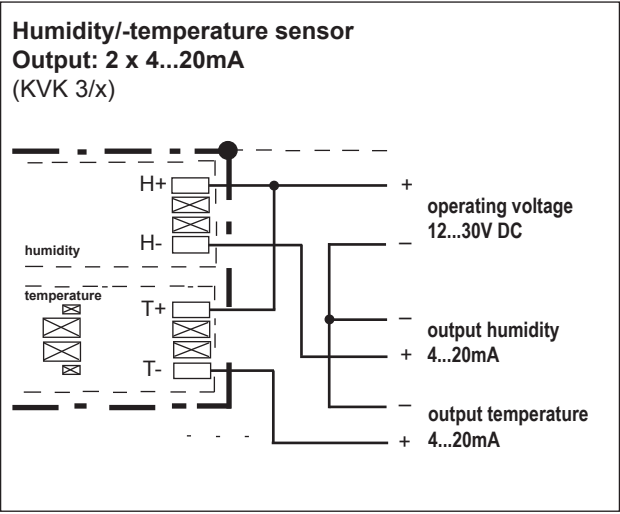 Humidity/-temperature sensor
Output: 2 x 4...20mA
(KVK 3/x)
H+
+
operating voltage
12...30V DC
H-
–
humidity
temperature
T+
–
output humidity
+ 4...20mA
T-
–
output temperature
+ 4...20mA